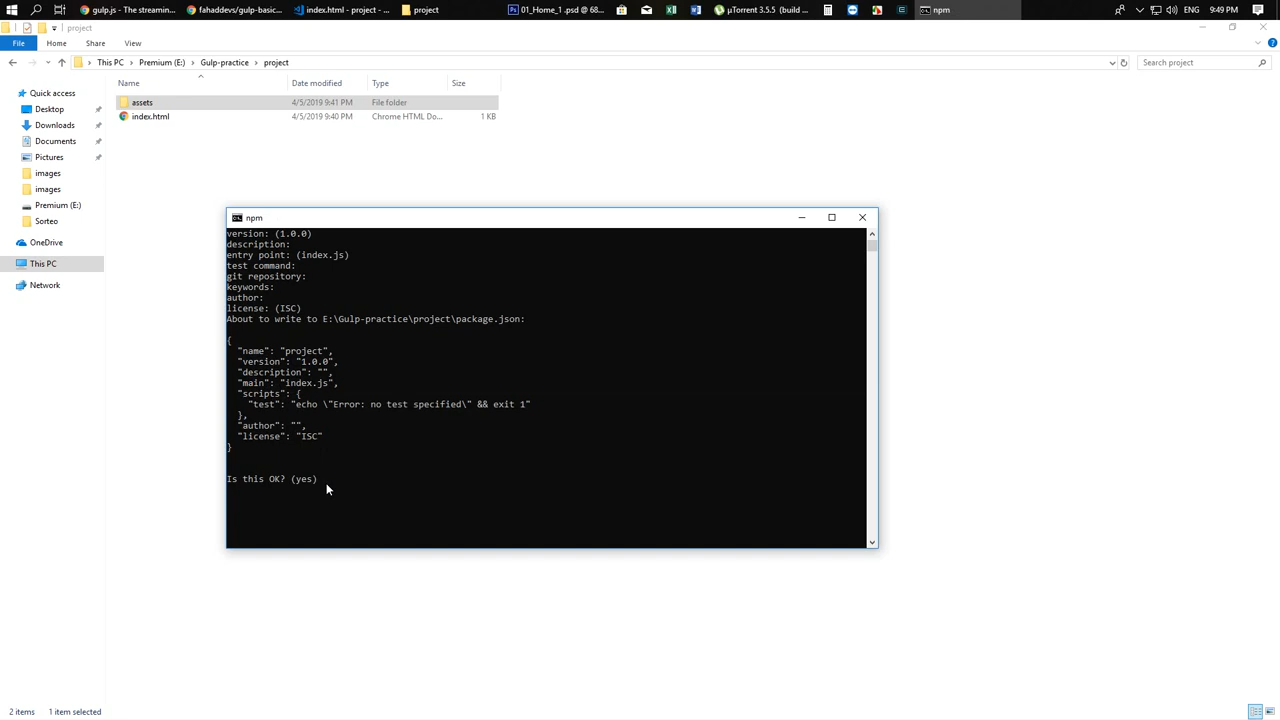 gulp.js - The streamin...
fahaddevs/gulp-basic...
index.html - project - ...
project
01_Home_1 .psd @ 68...
µTorrent 3.5.5 (build ...
npm
ENG
9:49 PM
project
File
Home
Share
View
This PC
Premium (E:)
Gulp-practice
project
Search project
Name
Date modified
Type
Size
assets
4/5/2019 9:41 PM
File folder
index.html
4/5/2019 9:40 PM
Chrome HTML Do...
1 KB
Quick access
Desktop
Downloads
Documents
Pictures
images
images
Premium (E:)
Sorteo
OneDrive
This PC
Network
npm
version: (1.0.0)
description:
entry point: (index.js)
test command:
git repository:
keywords:
author:
license: (ISC)
About to write to E:\Gulp-practice\project\package.json:
{
"name": "project",
"version": "1.0.0",
"description": "",
"main": "index.js",
"scripts": {
"test": "echo \"Error: no test specified\" && exit 1"
},
"author": "",
"license": "ISC"
}
Is this OK? (yes)
2 items
1 item selected